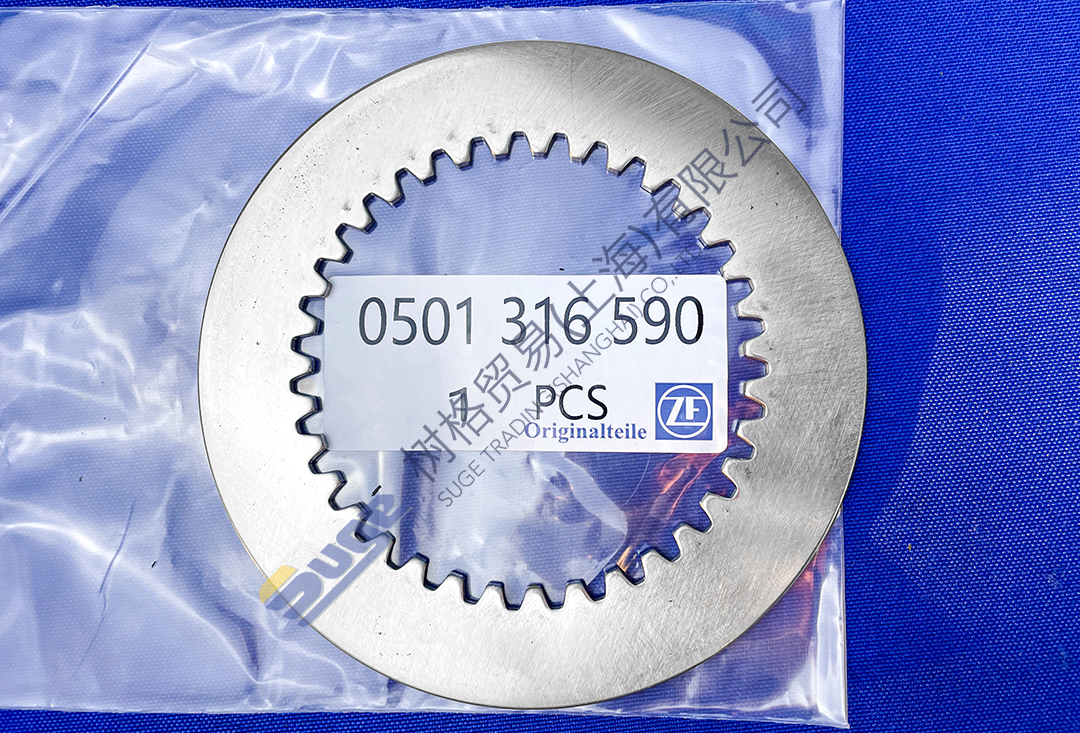 0501 316 590
1 PCS
Originalteile
ZF
树格贸易(上海)有限公司
SUGE TRADING (SHANGHAI) CO., LTD
suge